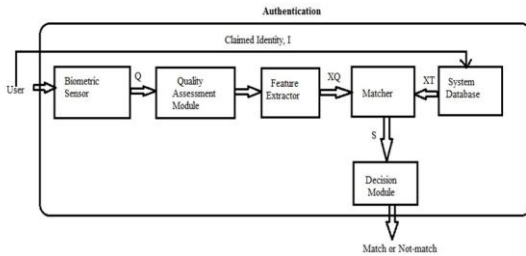 Authentication
Claimed Identity, I
User
Biometric
Sensor
Q
Quality
Assessment
Module
Feature
Extractor
XQ
Matcher
XT
System
Database
S
Decision
Module
Match or Not-match